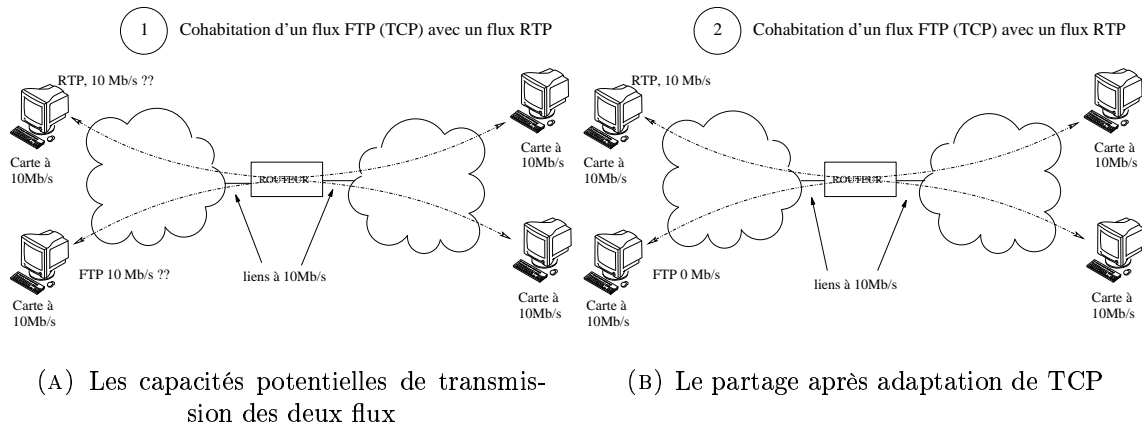 1 Cohabitation d'un flux FTP (TCP) avec un flux RTP
RTP, 10 Mb/s ??
Carte à
10Mb/s
Carte à
10Mb/s
ROUTEUR
FTP 10 Mb/s ??
liens à 10Mb/s
Carte à
10Mb/s
Carte à
10Mb/s
(A) Les capacités potentielles de transmis-
sion des deux flux
2 Cohabitation d'un flux FTP (TCP) avec un flux RTP
RTP, 10 Mb/s
Carte à
10Mb/s
Carte à
10Mb/s
ROUTEUR
FTP 0 Mb/s
liens à 10Mb/s
Carte à
10Mb/s
Carte à
10Mb/s
(B) Le partage après adaptation de TCP